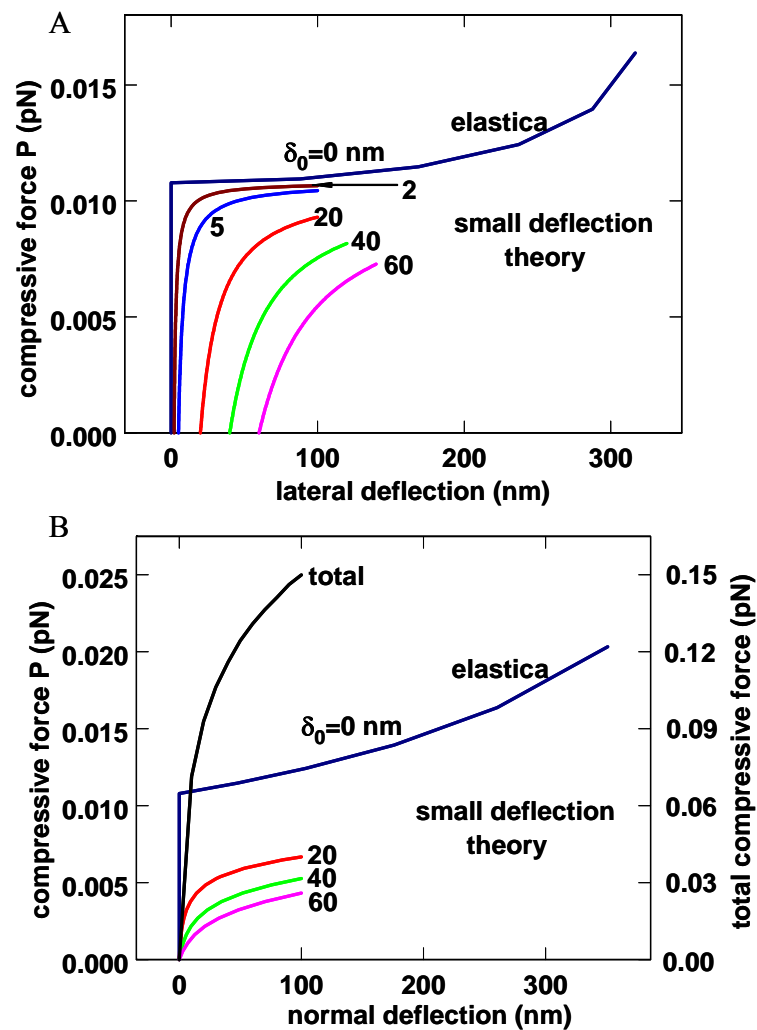 A
compressive force P (pN)
0.015
0.010
0.005
0.000
elastica
δ0=0 nm
2
5
20
40
60
small deflection
theory
0
100
200
300
lateral deflection (nm)
B
compressive force P (pN)
0.025
0.020
0.015
0.010
0.005
0.000
total
elastica
δ0=0 nm
small deflection
theory
20
40
60
0.15
0.12
0.09
0.06
0.03
0.00
total compressive force (pN)
0
100
200
300
normal deflection (nm)